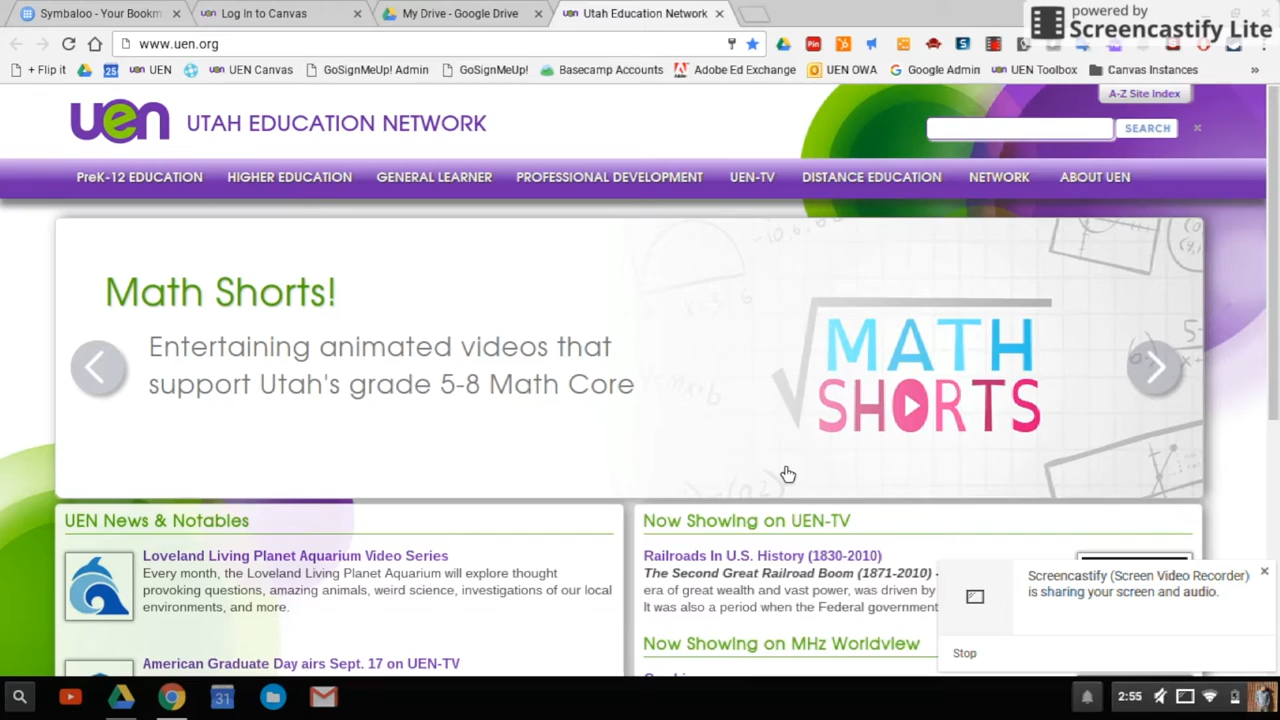 Symbaloo - Your Bookm
Log In to Canvas
My Drive - Google Drive
Utah Education Network
powered by
Screencastify Lite
www.uen.org
+ Flip it
UEN
UEN Canvas
GoSignMeUp! Admin
GoSignMeUp!
Basecamp Accounts
Adobe Ed Exchange
UEN OWA
Google Admin
UEN Toolbox
Canvas Instances
»
A-Z Site Index
uen UTAH EDUCATION NETWORK
SEARCH
PreK-12 EDUCATION
HIGHER EDUCATION
GENERAL LEARNER
PROFESSIONAL DEVELOPMENT
UEN-TV
DISTANCE EDUCATION
NETWORK
ABOUT UEN
Math Shorts!
Entertaining animated videos that
support Utah's grade 5-8 Math Core
MATH
SHORTS
UEN News & Notables
Loveland Living Planet Aquarium Video Series
Every month, the Loveland Living Planet Aquarium will explore thought
provoking questions, amazing animals, weird science, investigations of our local
environments, and more.
American Graduate Day airs Sept. 17 on UEN-TV
Now Showing on UEN-TV
Railroads In U.S. History (1830-2010)
The Second Great Railroad Boom (1871-2010) -
era of great wealth and vast power, was driven by
It was also a period when the Federal government
Now Showing on MHz Worldview
Screencastify (Screen Video Recorder)
is sharing your screen and audio.
Stop
31
2:55